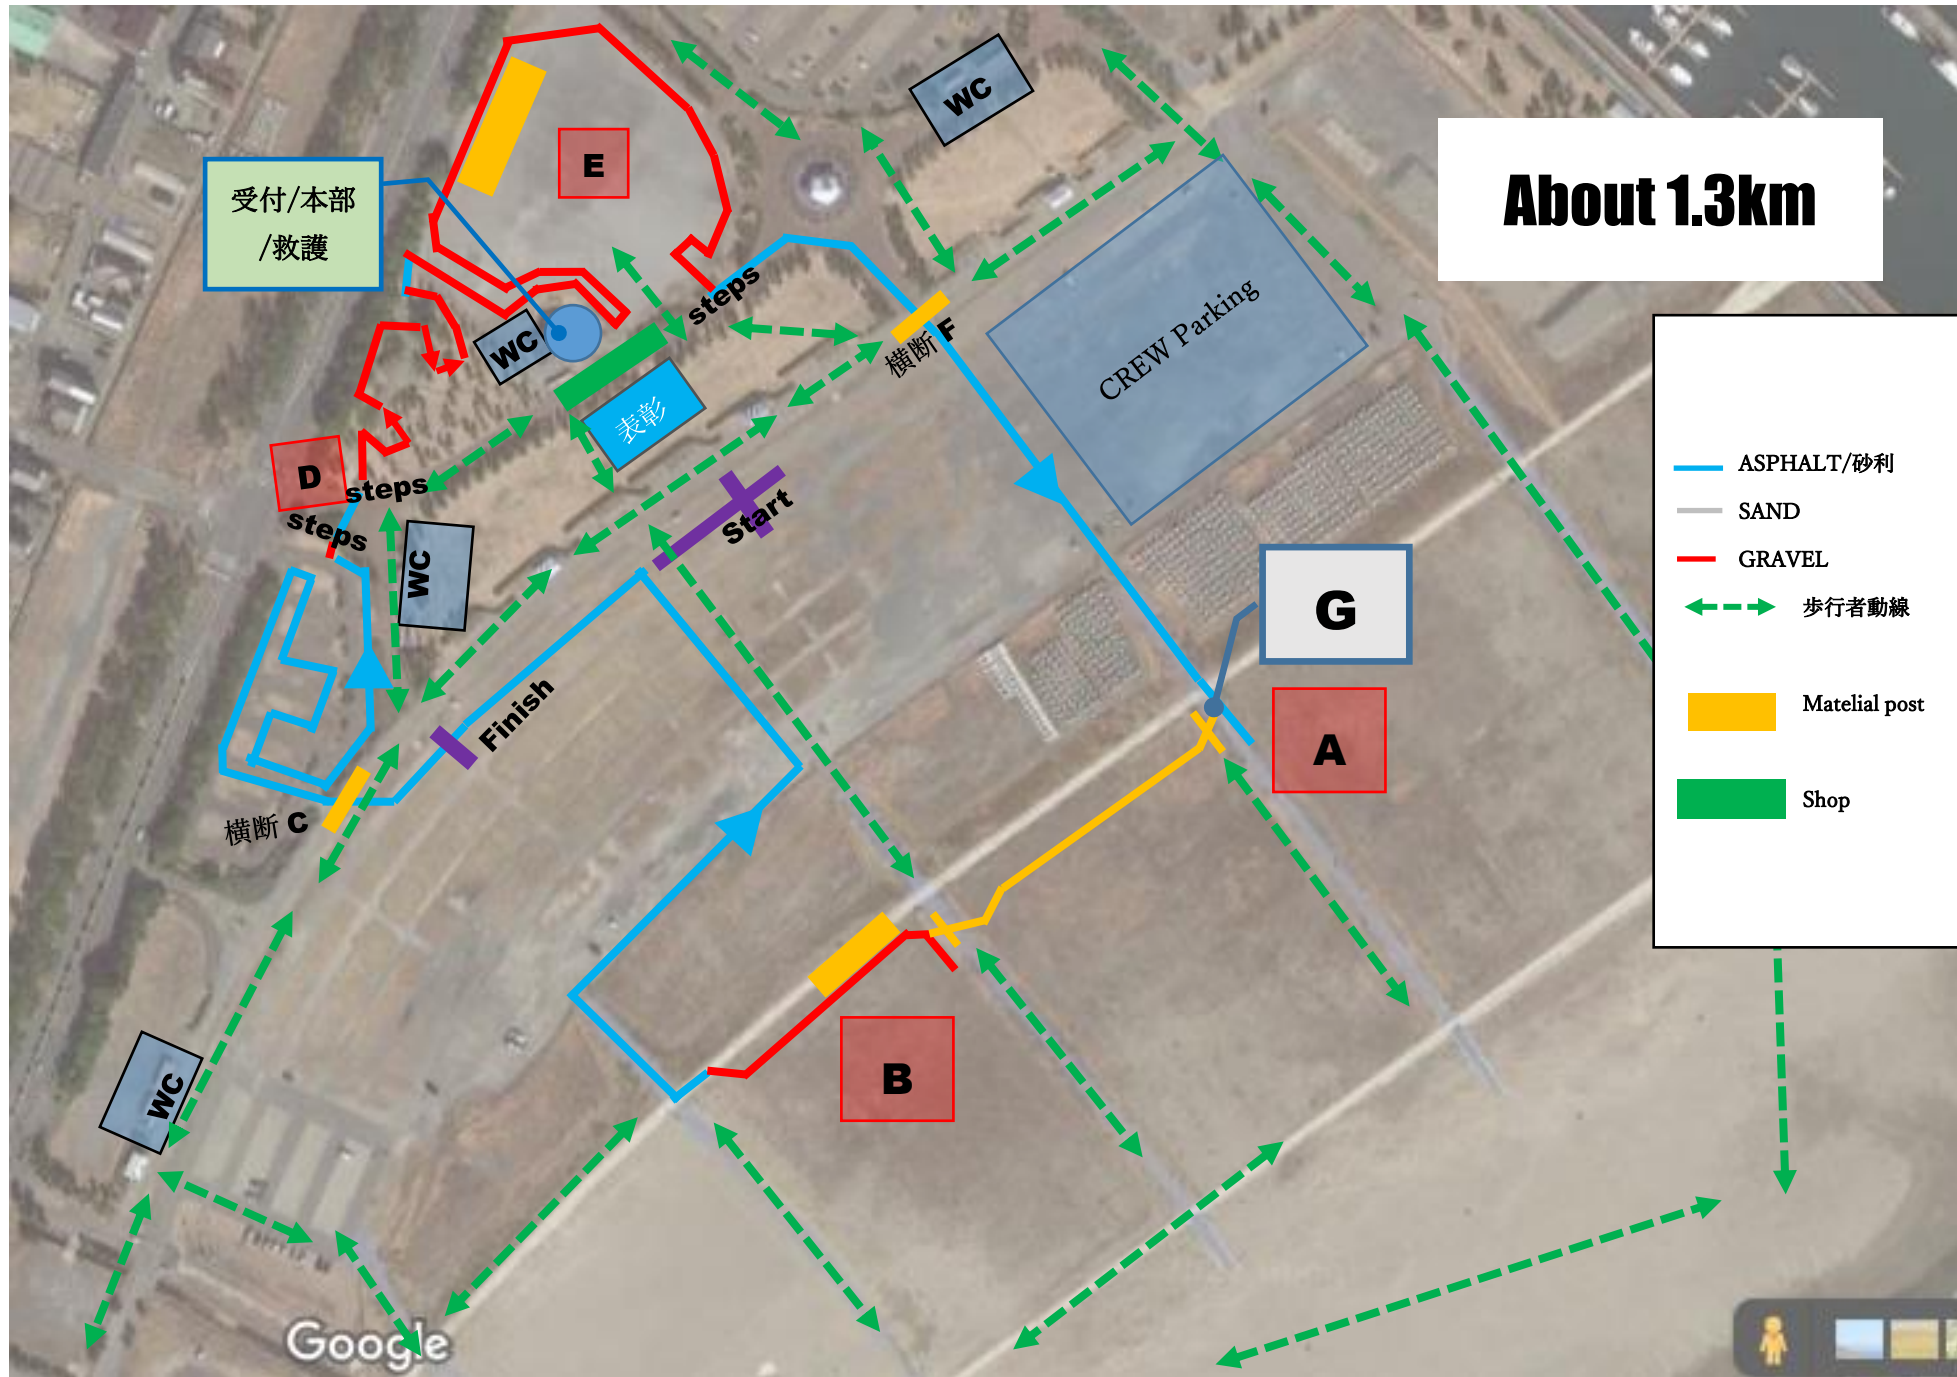 WC
E
受付/本部
/救護
About 1.3km
steps
CREW Parking
横断 F
WC
表彰
ASPHALT/砂利
D
steps
Start
SAND
steps
GRAVEL
WC
G
歩行者動線
Finish
Matelial post
A
横断 C
Shop
B
WC
Google